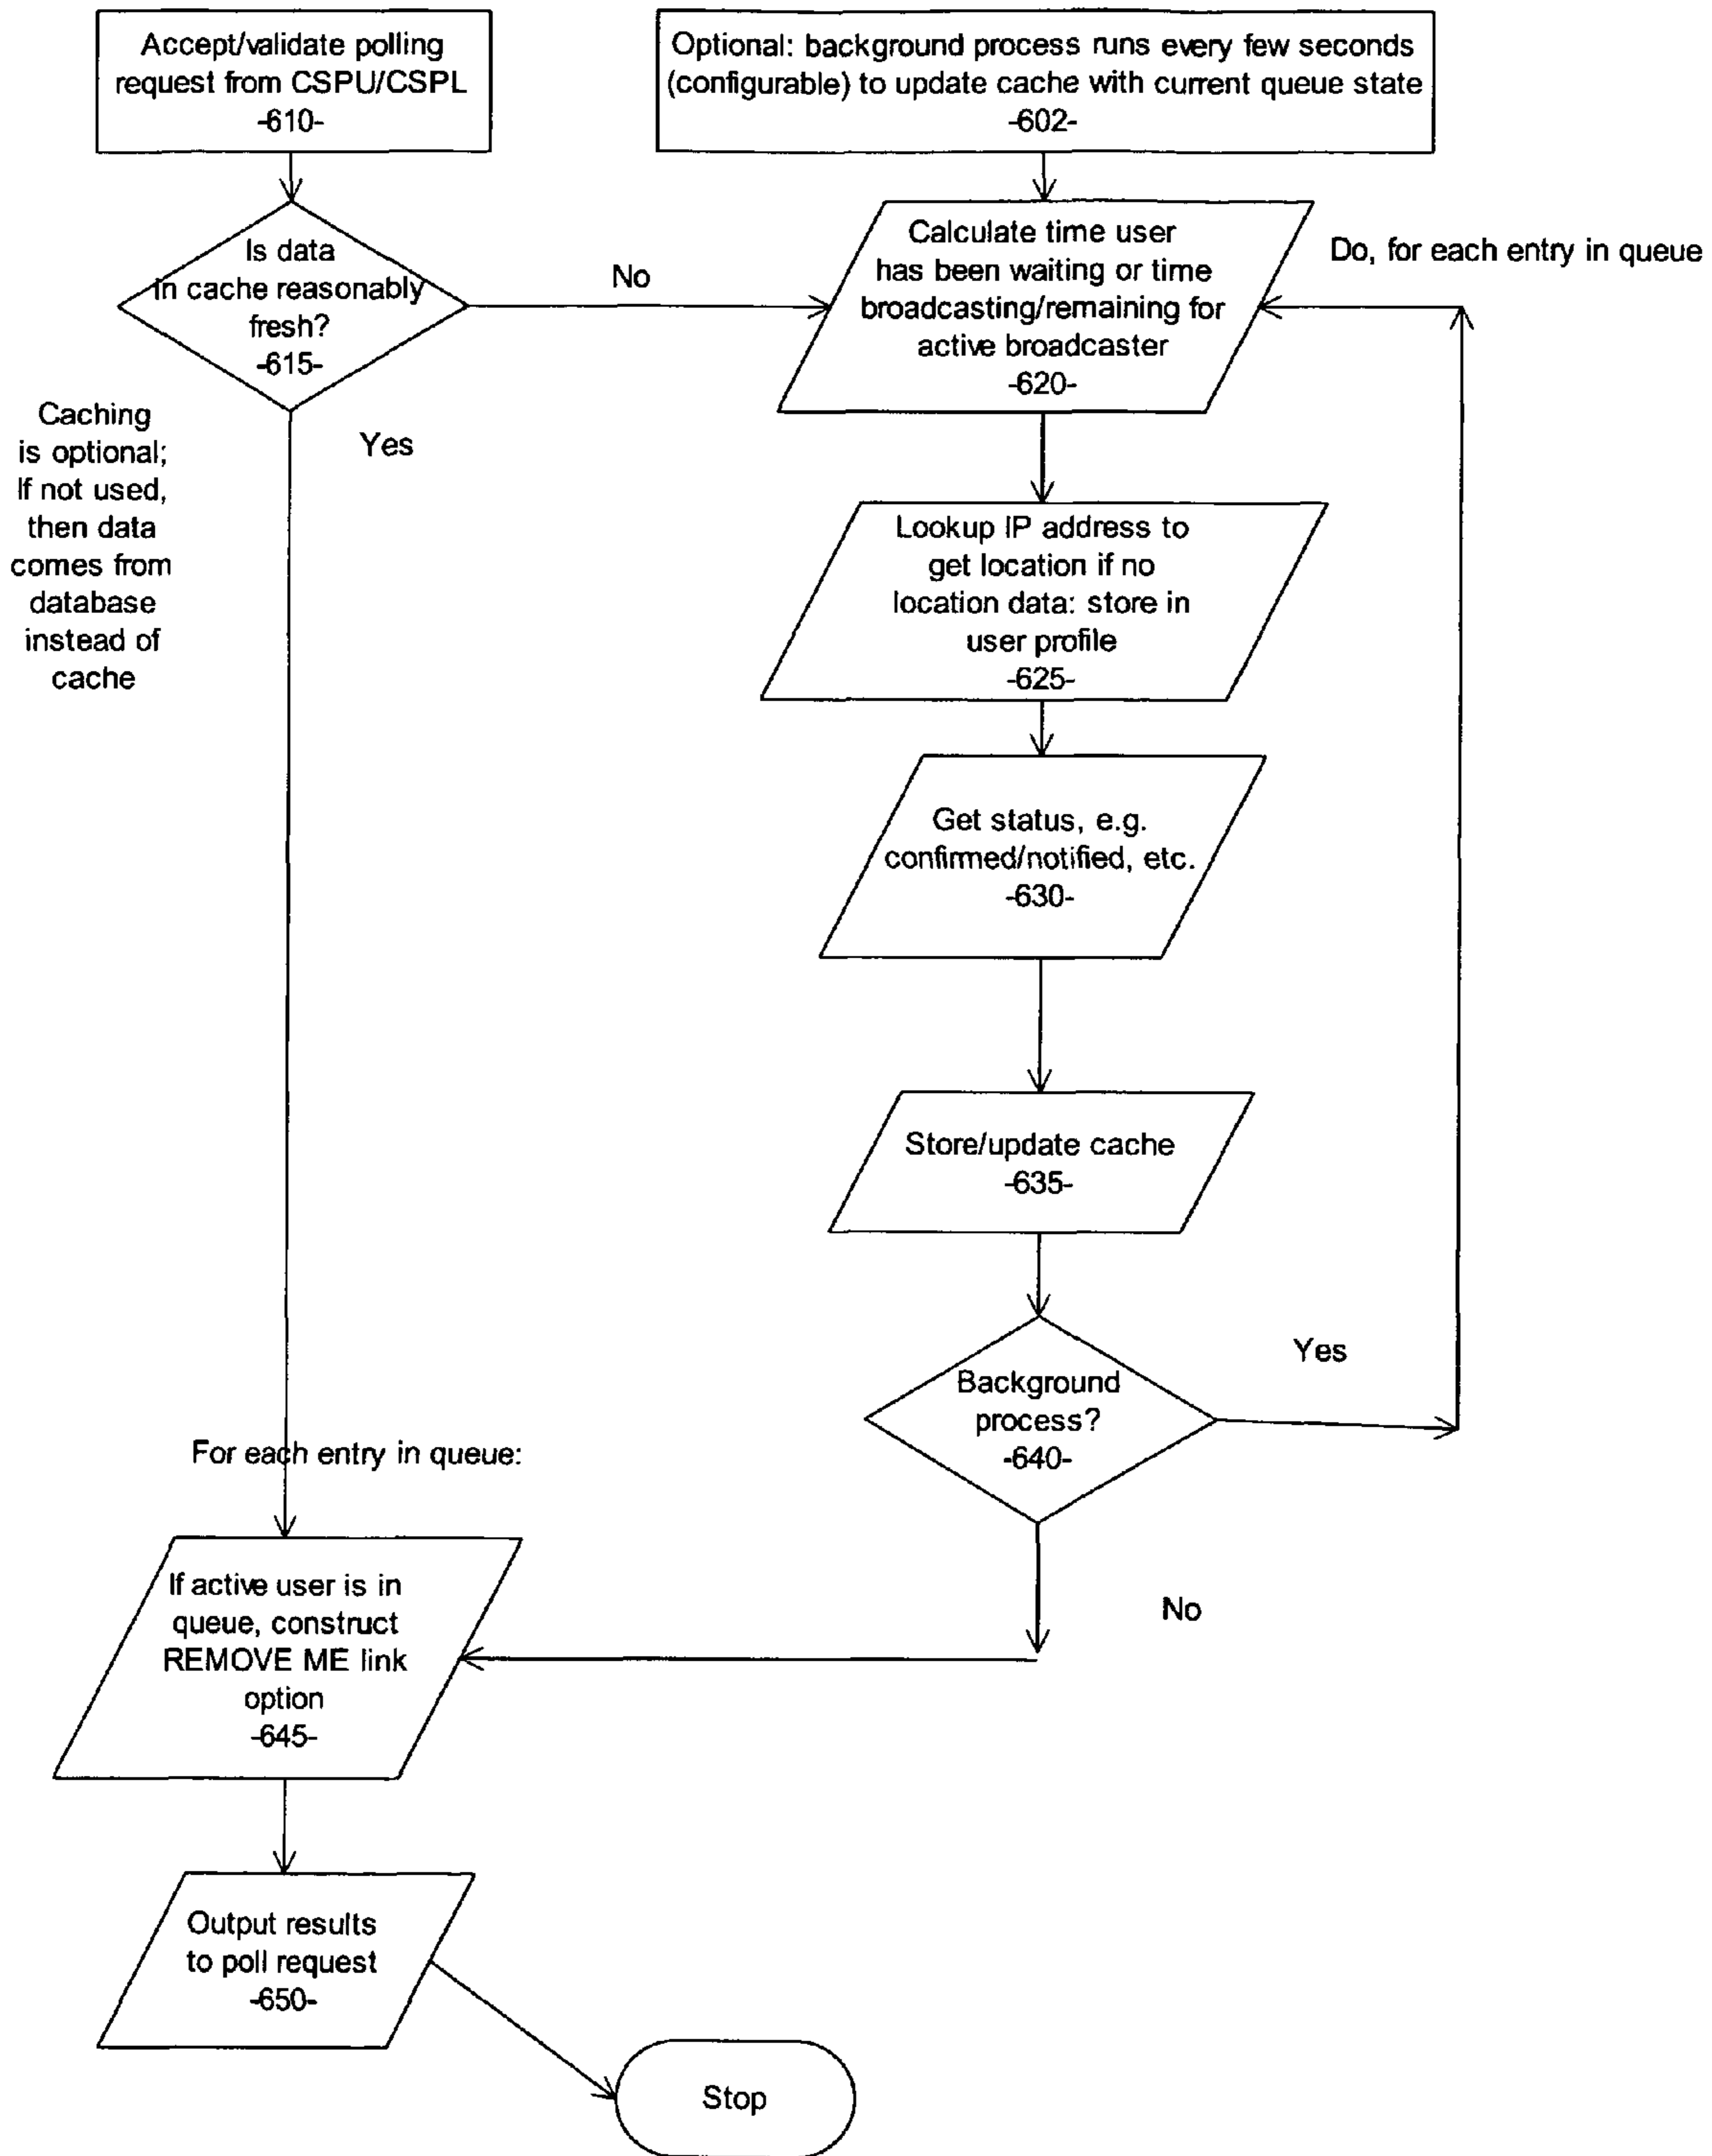 Accept/validate polling
request from CSPU/CSPL
-610-
Optional: background process runs every few seconds
(configurable) to update cache with current queue state
-602-
Is data
in cache reasonably
fresh?
-615-
No
Calculate time user
has been waiting or time
broadcasting/remaining for
active broadcaster
-620-
Do, for each entry in queue
Caching
is optional;
If not used,
then data
comes from
database
instead of
cache
Yes
Lookup IP address to
get location if no
location data: store in
user profile
-625-
Get status, e.g.
confirmed/notified, etc.
-630-
Store/update cache
-635-
Background
process?
-640-
Yes
No
For each entry in queue:
If active user is in
queue, construct
REMOVE ME link
option
-645-
Output results
to poll request
-650-
Stop